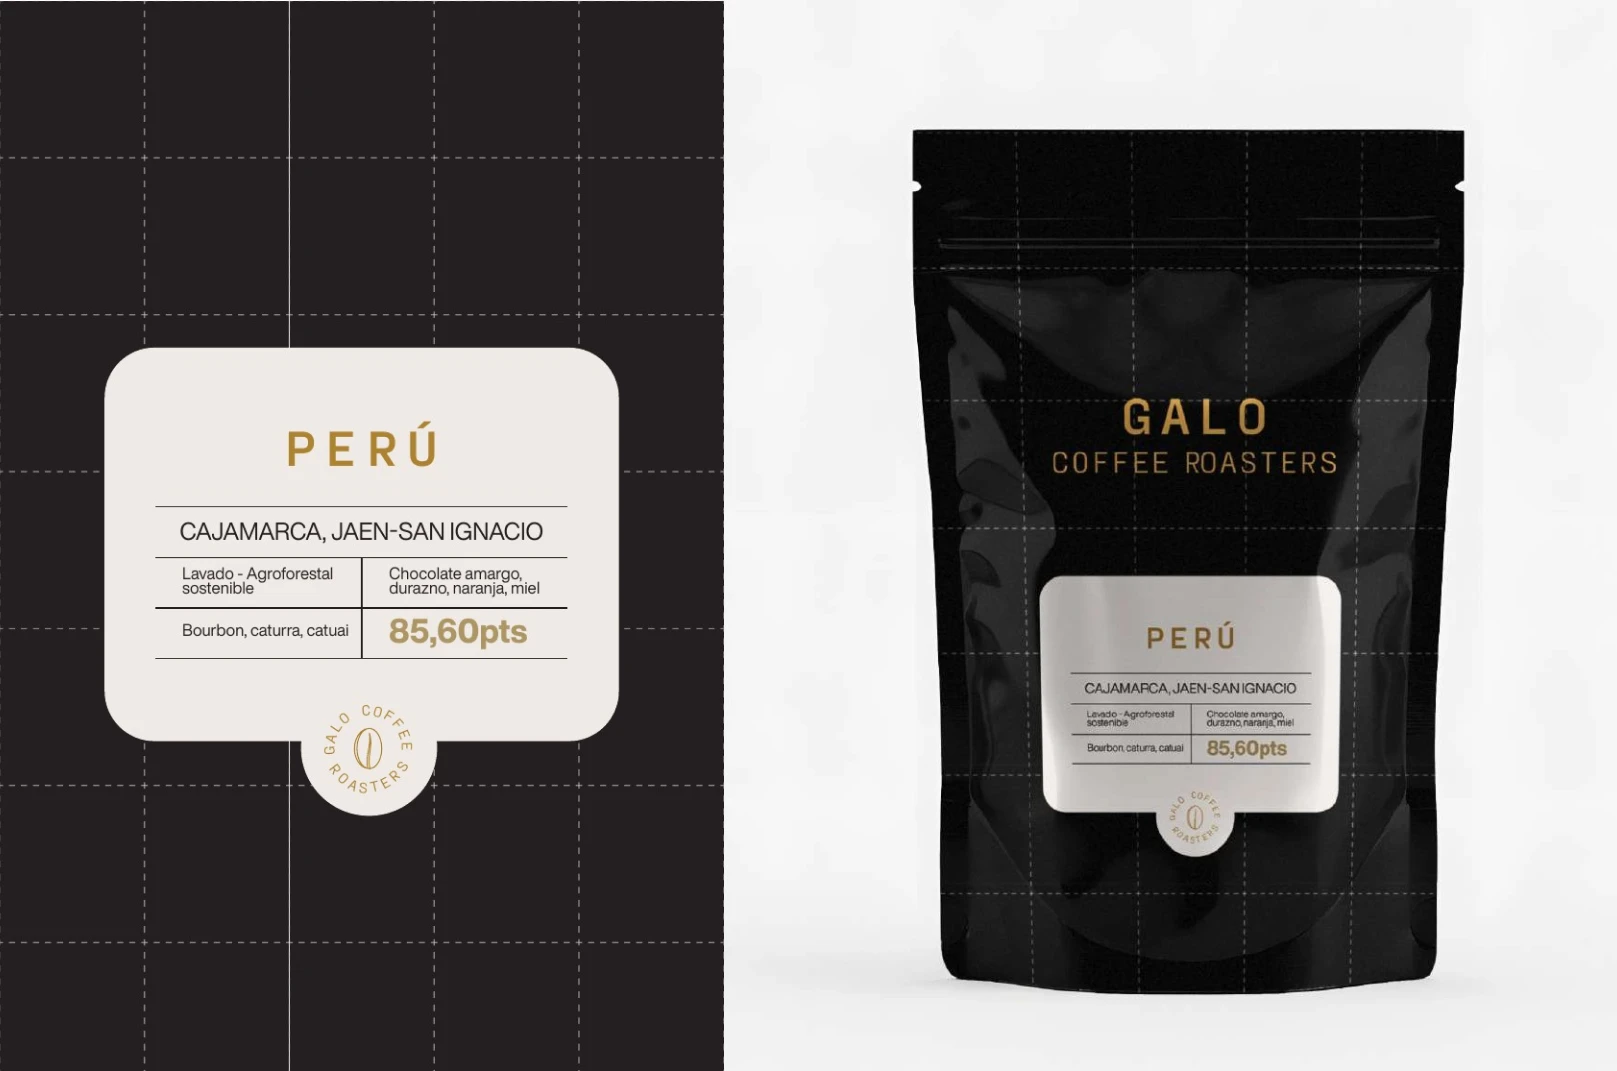 PERÚ
CAJAMARCA, JAEN-SAN IGNACIO
Lavado - Agroforestal
sostenible
Chocolate amargo,
durazno, naranja, miel
Bourbon, caturra, catuai
85,60pts
GALO COFFEE
ROASTERS
GALO
COFFEE ROASTERS
PERÚ
CAJAMARCA, JAEN-SAN IGNACIO
Lavado - Agroforestal
sostenible
Chocolate amargo,
durazno, naranja, miel
Bourbon, caturra, catuai
85,60pts
GALO COFFEE
ROASTERS